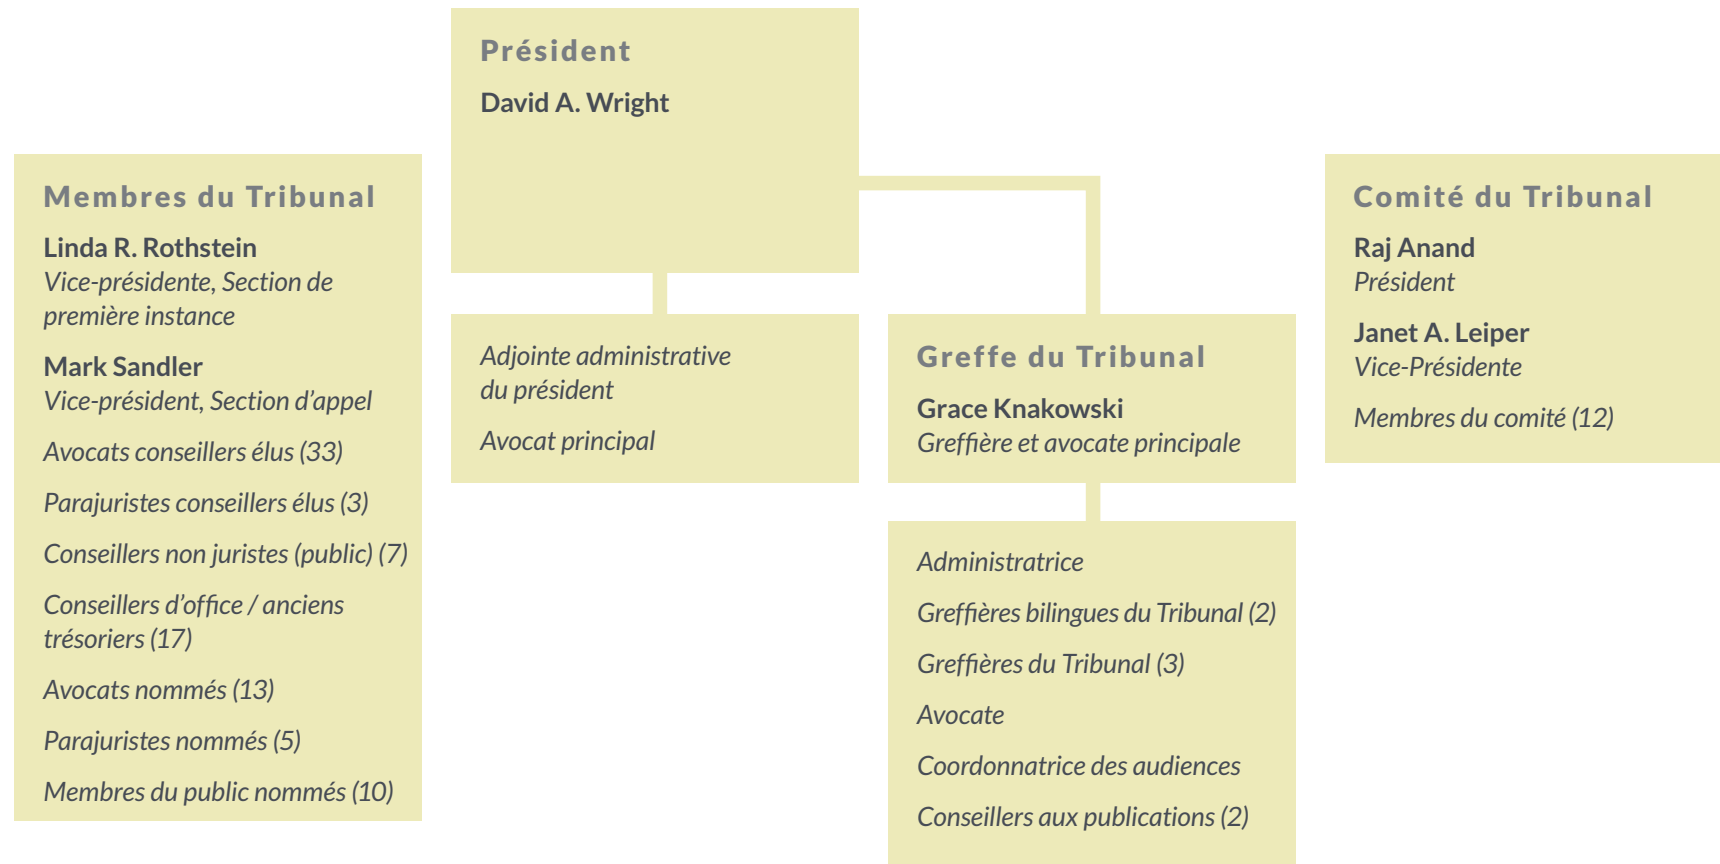 Président
David A. Wright
Membres du Tribunal
Linda R. Rothstein
Vice-présidente, Section de
première instance
Mark Sandler
Vice-président, Section d’appel
Avocats conseillers élus (33)
Parajuristes conseillers élus (3)
Conseillers non juristes (public) (7)
Conseillers d’office / anciens
trésoriers (17)
Avocats nommés (13)
Parajuristes nommés (5)
Membres du public nommés (10)
Adjointe administrative
du président
Avocat principal
Greffe du Tribunal
Grace Knakowski
Greffière et avocate principale
Administratrice
Greffières bilingues du Tribunal (2)
Greffières du Tribunal (3)
Avocate
Coordonnatrice des audiences
Conseillers aux publications (2)
Comité du Tribunal
Raj Anand
Président
Janet A. Leiper
Vice-Présidente
Membres du comité (12)